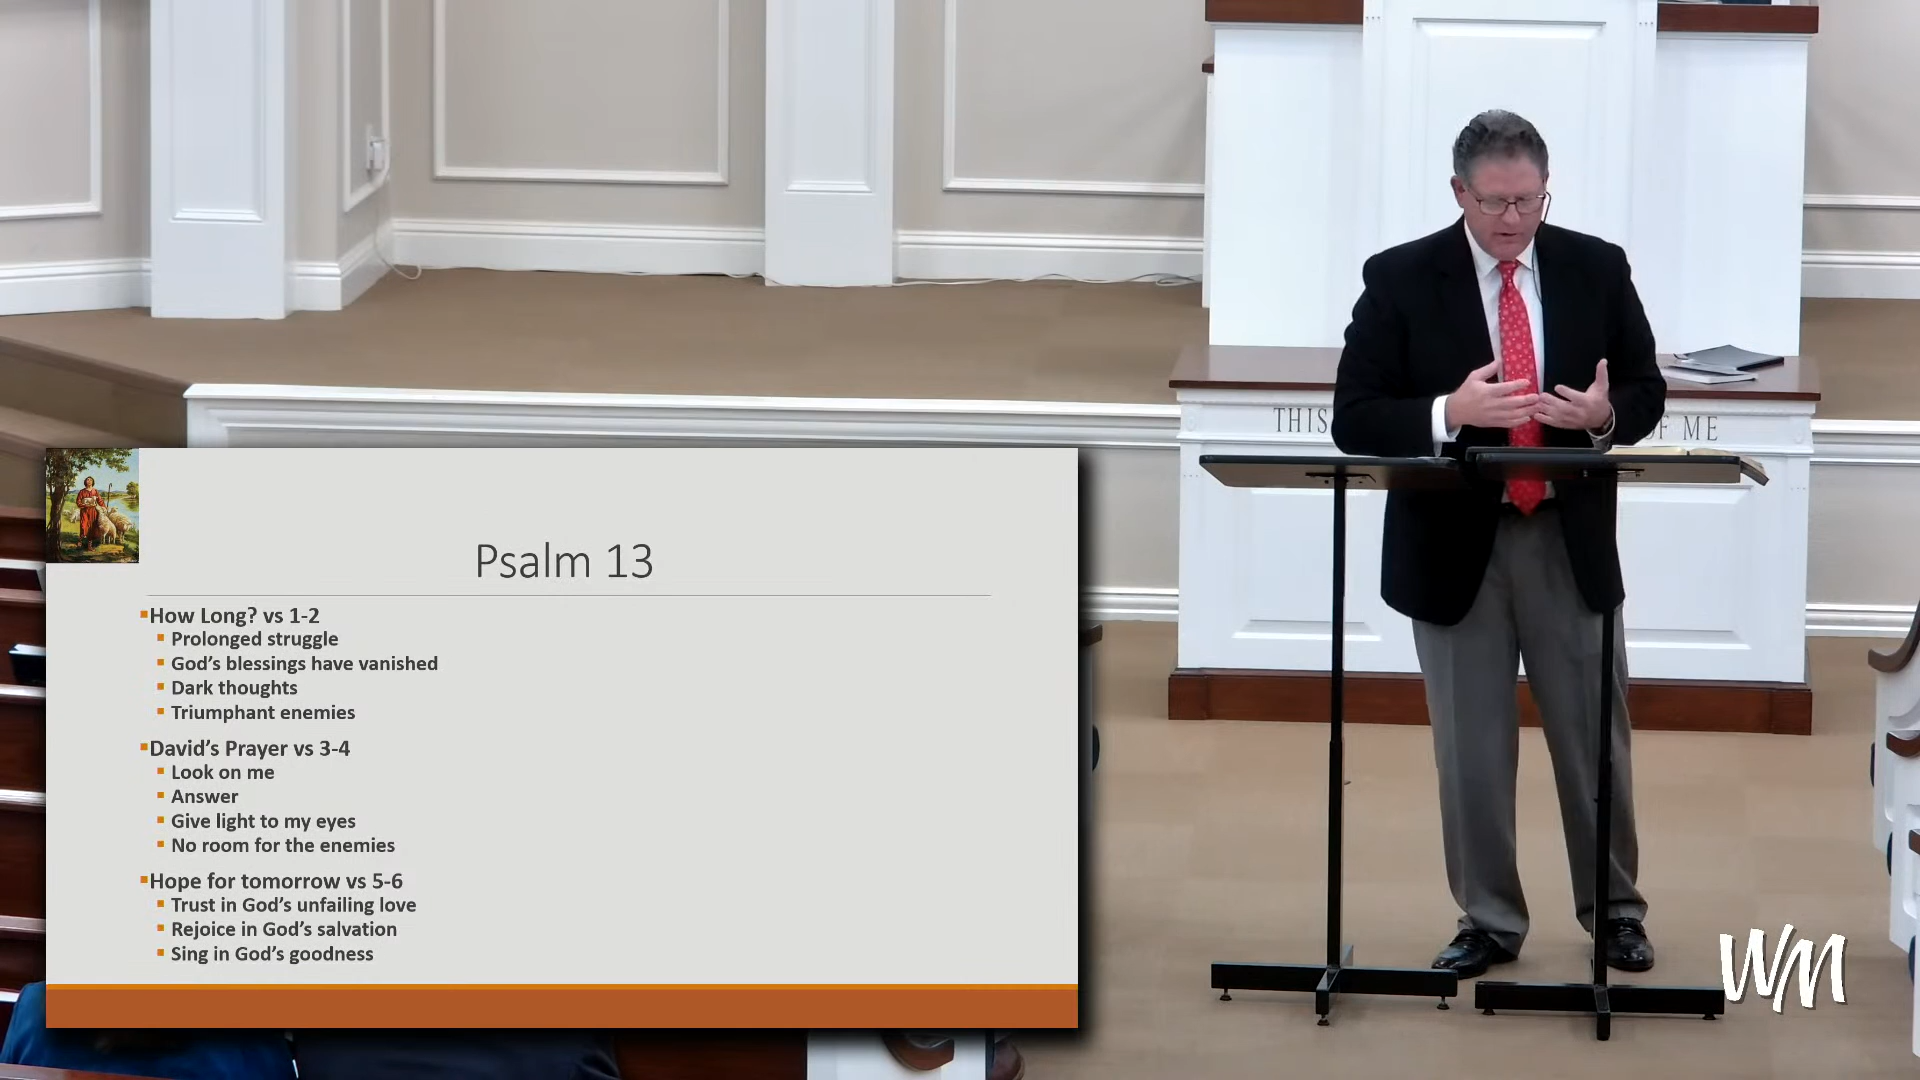 THIS
OF ME
Psalm 13
How Long? vs 1-2
Prolonged struggle
God's blessings have vanished
Dark thoughts
Triumphant enemies
David's Prayer vs 3-4
Look on me
Answer
Give light to my eyes
No room for the enemies
Hope for tomorrow vs 5-6
Trust in God's unfailing love
Rejoice in God's salvation
Sing in God's goodness
WM